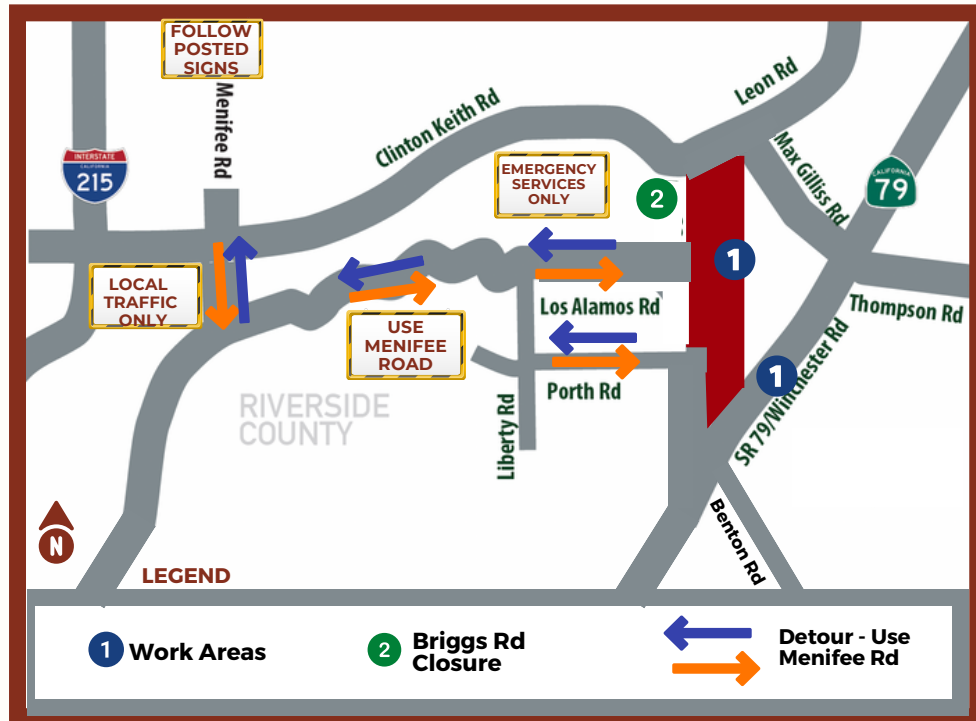 FOLLOW
POSTED
SIGNS
Menifee Rd
INTERSTATE
CALIFORNIA
215
Clinton Keith Rd
Leon Rd
Max Gilliss Rd
CALIFORNIA
79
EMERGENCY
SERVICES
ONLY
2
1
LOCAL
TRAFFIC
ONLY
Los Alamos Rd
Thompson Rd
USE
MENIFEE
ROAD
Porth Rd
1
SR 79/Winchester Rd
RIVERSIDE
COUNTY
Liberty Rd
Benton Rd
N
LEGEND
1 Work Areas
2 Briggs Rd
Closure
Detour - Use
Menifee Rd